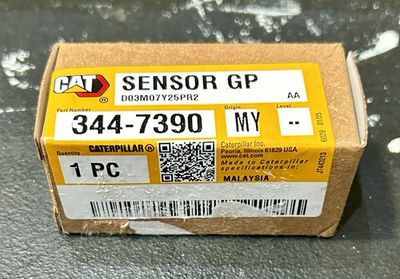 CAT SENSOR GP
D03M07Y25PR2 AA
Part Number Origin Level
344-7390 MY --
Quantity CATERPILLAR® Caterpillar Inc.
Peoria, Illinois 61629 USA
www.cat.com
1 PC Made to Caterpillar
specifications in:
MALAYSIA